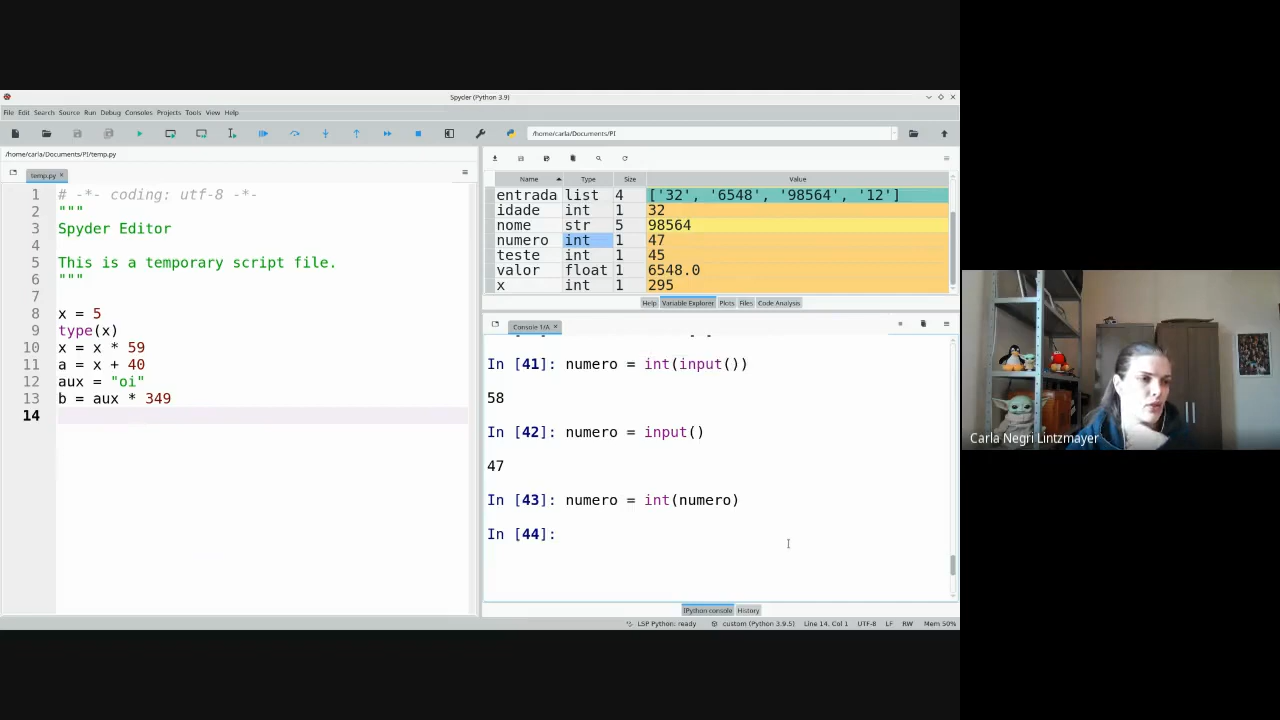 Spyder (Python 3.9)
File Edit Search Source Run Debug Consoles Projects Tools View Help
/home/carla/Documents/PI
/home/carla/Documents/PI/temp.py
temp.py
1 # -*- coding: utf-8 -*-
2 """
3 Spyder Editor
4
5 This is a temporary script file.
6 """
7
8 x = 5
9 type(x)
10 x = x * 59
11 a = x + 40
12 aux = "oi"
13 b = aux * 349
14
Name Type Size Value
entrada list 4 ['32', '6548', '98564', '12']
idade int 1 32
nome str 5 98564
numero int 1 47
teste int 1 45
valor float 1 6548.0
x int 1 295
Help Variable Explorer Plots Files Code Analysis
Console 1/A
In [41]: numero = int(input())
58
In [42]: numero = input()
47
In [43]: numero = int(numero)
In [44]:
IPython console History
LSP Python: ready custom (Python 3.9.5) Line 14, Col 1 UTF-8 LF RW Mem 50%
Carla Negri Lintzmayer